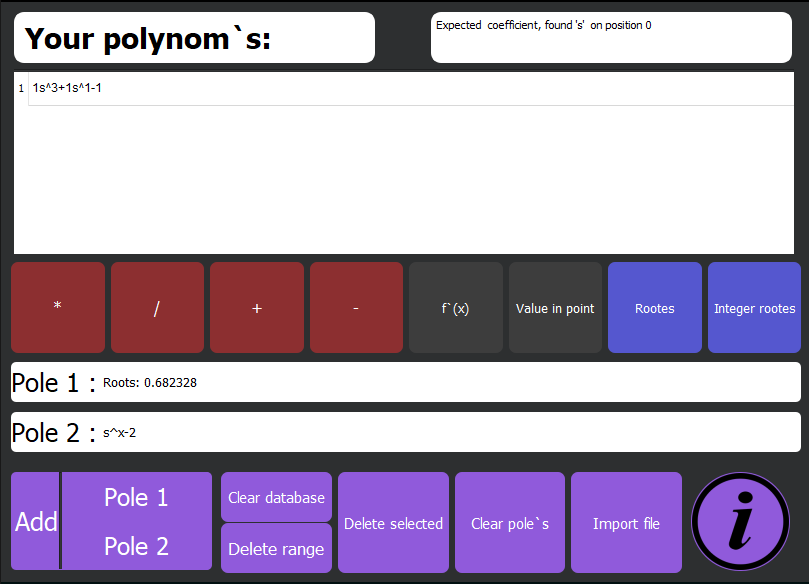 Your polynom`s:
Expected coefficient, found 's' on position 0
1 1s^3+1s^1-1
* / + - f`(x) Value in point Rootes Integer rootes
Pole 1 : Roots: 0.682328
Pole 2 : s^x-2
Add
Pole 1
Pole 2
Clear database
Delete range
Delete selected
Clear pole`s
Import file
i